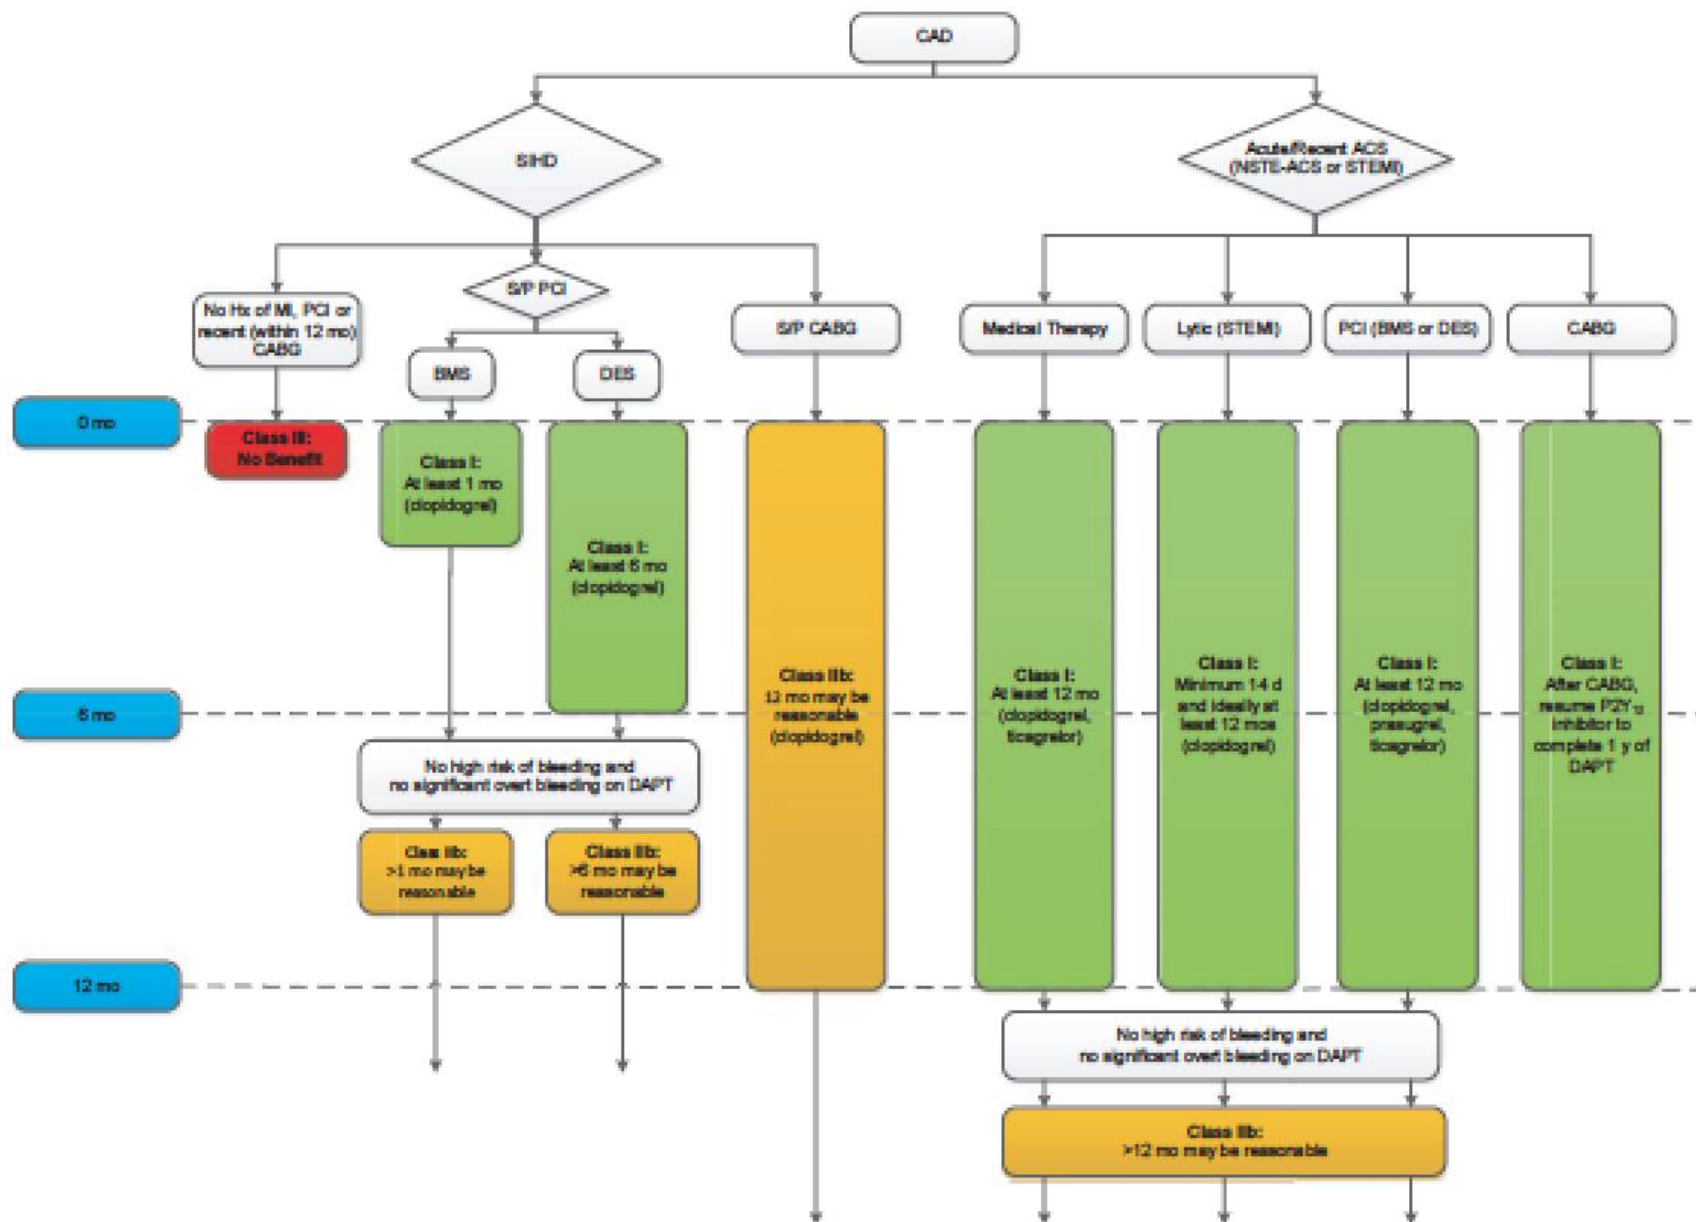 CAD
SIHD
Acute/Recent ACS
(NSTE-ACS or STEMI)
No Hx of MI, PCI or
recent (within 12 mo)
CABG
S/P PCI
S/P CABG
Medical Therapy
Lytic (STEMI)
PCI (BMS or DES)
CABG
BMS
DES
0 mo
Class III:
No Benefit
Class I:
At least 1 mo
(clopidogrel)
Class I:
At least 6 mo
(clopidogrel)
Class IIb:
12 mo may be
reasonable
(clopidogrel)
Class I:
At least 12 mo
(clopidogrel,
ticagrelor)
Class I:
Minimum 14 d
and ideally at
least 12 mos
(clopidogrel)
Class I:
At least 12 mo
(clopidogrel,
prasugrel,
ticagrelor)
Class I:
After CABG,
resume P2Y₁₂
inhibitor to
complete 1 y of
DAPT
6 mo
No high risk of bleeding and
no significant overt bleeding on DAPT
Class IIb:
>1 mo may be
reasonable
Class IIb:
>6 mo may be
reasonable
12 mo
No high risk of bleeding and
no significant overt bleeding on DAPT
Class IIb:
>12 mo may be reasonable